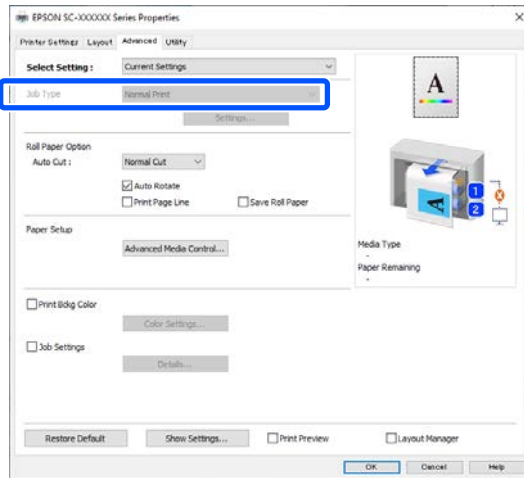 EPSON SC-XXXXXX Series Properties
Printer Settings Layout Advanced Utility
Select Setting : Current Settings
Job Type Normal Print
Settings...
Roll Paper Option
Auto Cut : Normal Cut
Auto Rotate
Print Page Line Save Roll Paper
Paper Setup
Advanced Media Control...
Print Bckg Color
Color Settings...
Job Settings
Details...
A
A
1
2
Media Type
-
Paper Remaining
-
Restore Default Show Settings... Print Preview Layout Manager
OK Cancel Help